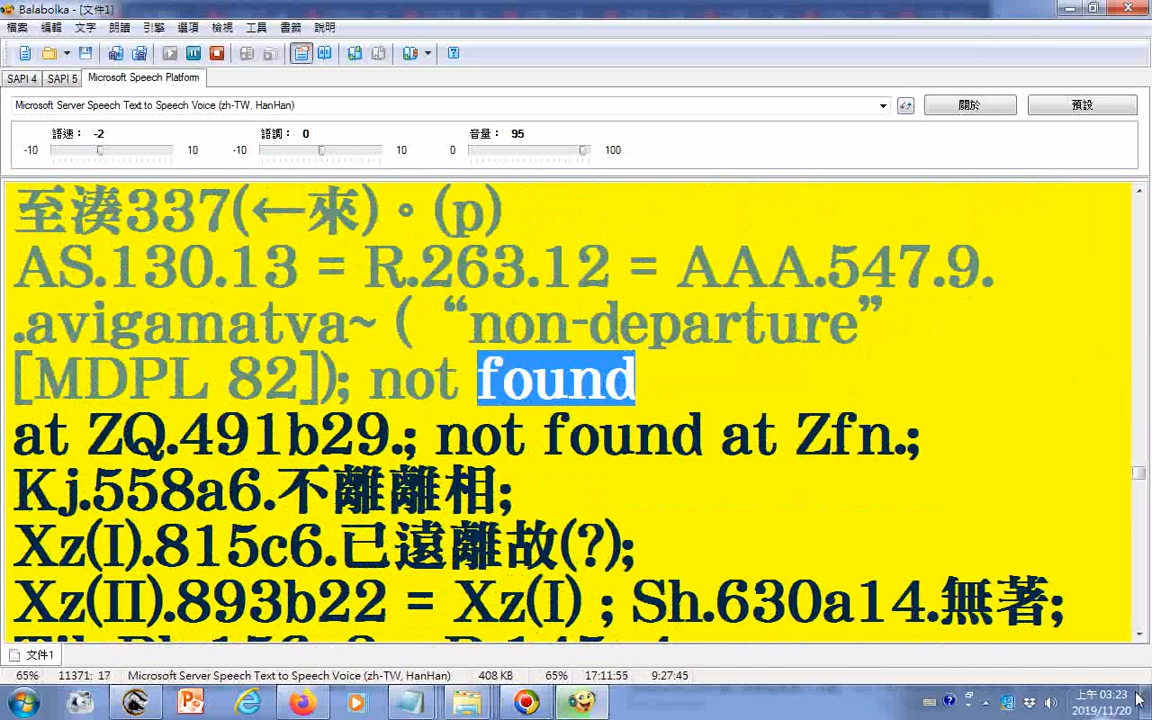 Balabolka - [文件1]
檔案 編輯 文字 朗讀 引擎 選項 檢視 工具 書籤 說明
SAPI 4 SAPI 5 Microsoft Speech Platform
Microsoft Server Speech Text to Speech Voice (zh-TW, HanHan)
關於 預設
語速： -2 語調： 0 音量： 95
-10 10 -10 10 0 100
至湊337(←來)。(p)
AS.130.13 = R.263.12 = AAA.547.9.
.avigamatva~ (“non-departure”
[MDPL 82]); not found
at ZQ.491b29.; not found at Zfn.;
Kj.558a6.不離離相;
Xz(I).815c6.已遠離故(?);
Xz(II).893b22 = Xz(I) ; Sh.630a14.無著;
文件1
65% 11371: 17 Microsoft Server Speech Text to Speech Voice (zh-TW, HanHan) 408 KB 65% 17:11:55 9:27:45
上午 03:23
2019/11/20